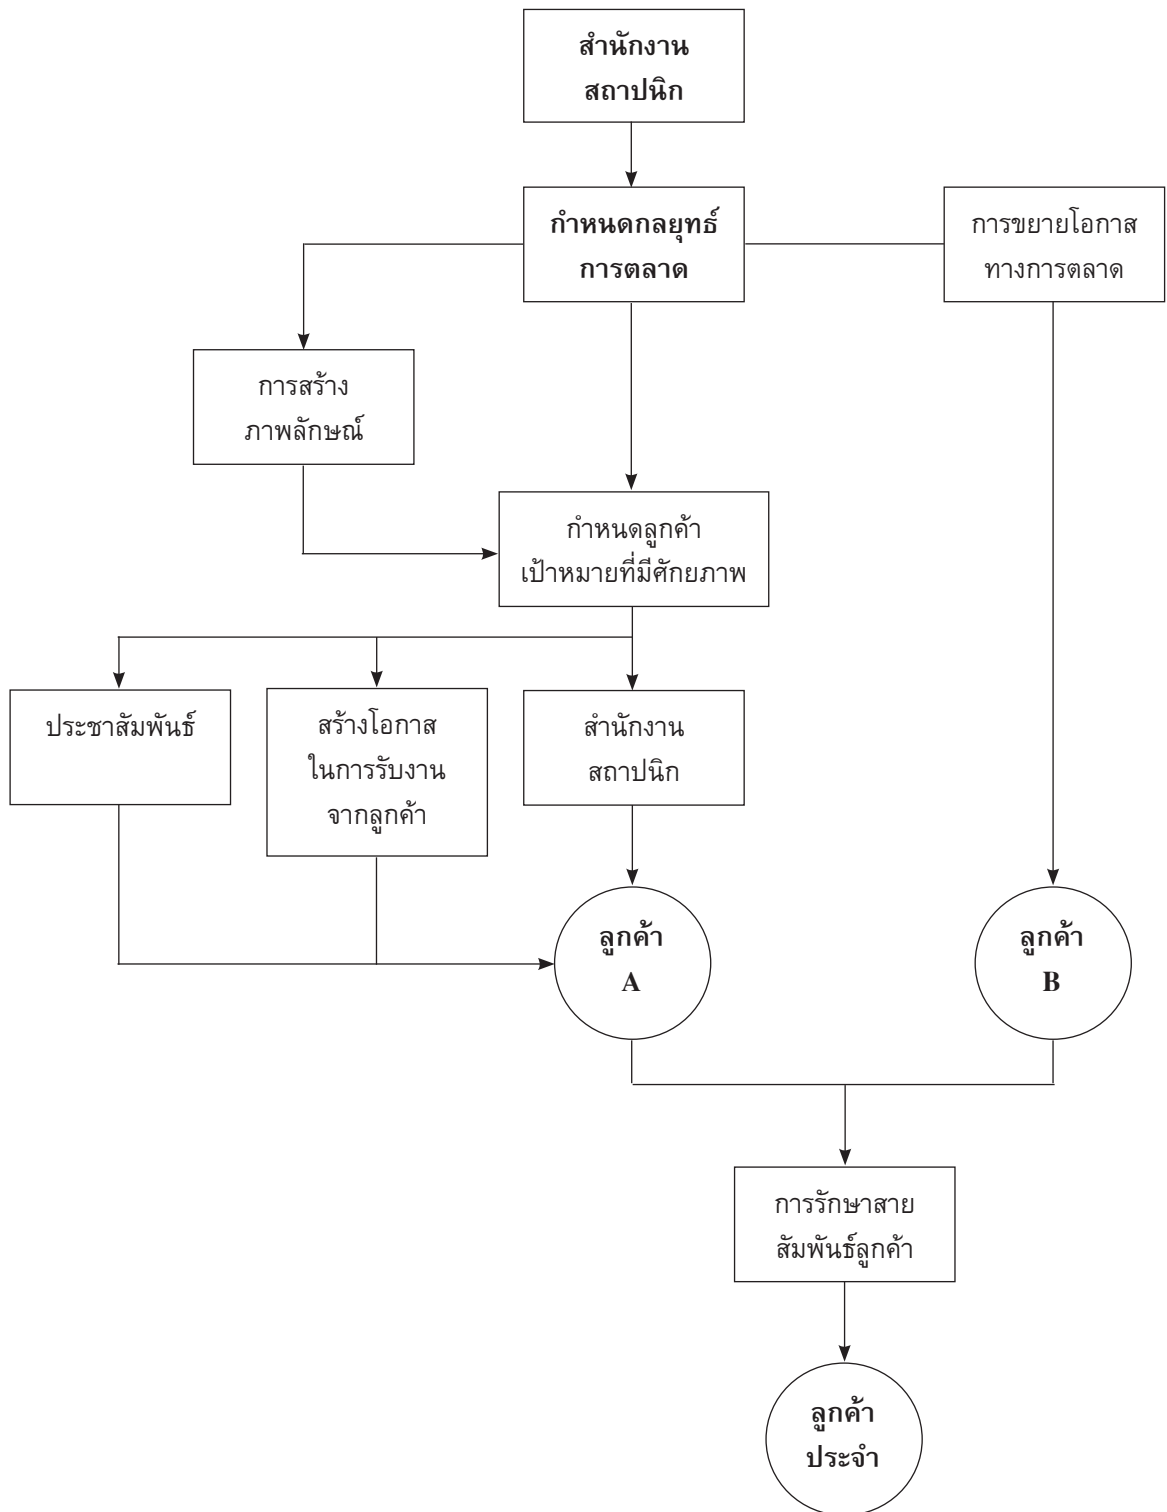 สำนักงาน
สถาปนิก
กำหนดกลยุทธ์
การตลาด
การขยายโอกาส
ทางการตลาด
การสร้าง
ภาพลักษณ์
กำหนดลูกค้า
เป้าหมายที่มีศักยภาพ
ประชาสัมพันธ์
สร้างโอกาส
ในการรับงาน
จากลูกค้า
สำนักงาน
สถาปนิก
ลูกค้า
A
ลูกค้า
B
การรักษาสาย
สัมพันธ์ลูกค้า
ลูกค้า
ประจำ